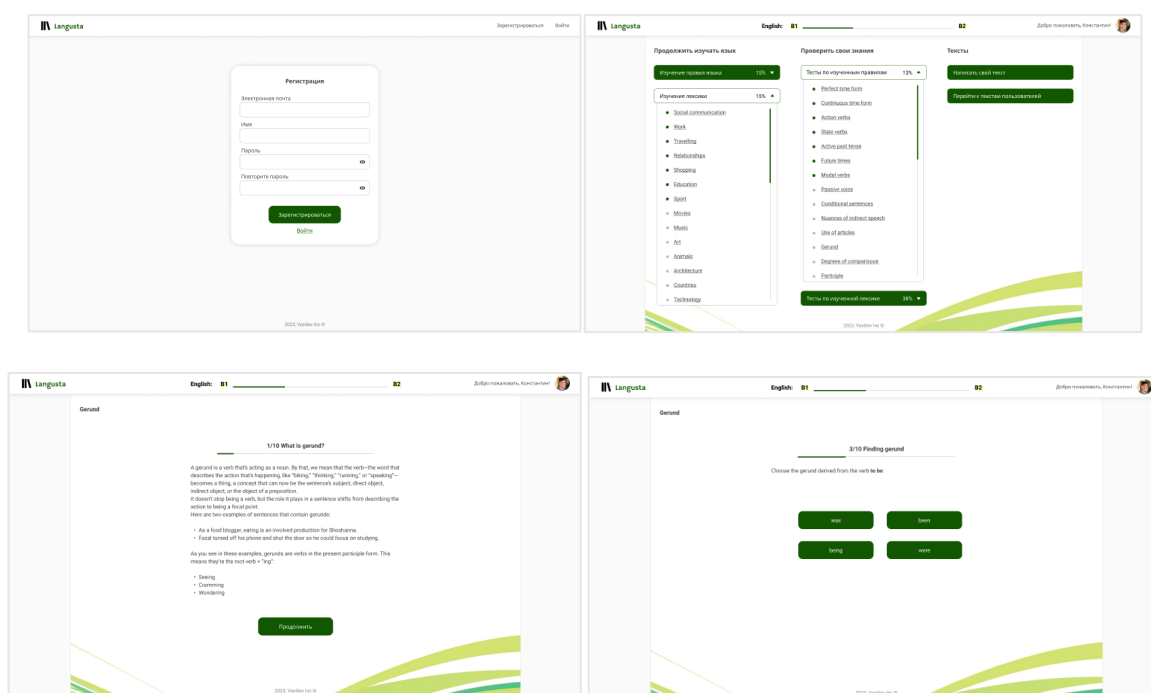 Langusta
Зарегистрироваться Войти
Регистрация
Электронная почта
Имя
Пароль
Повторите пароль
Зарегистрироваться
Войти
2023, Vasilev Inc ©
Langusta
English: B1 B2
Добро пожаловать, Константин!
Продолжить изучать язык
Изучение правил языка 15% ▼
Изучение лексики 15% ▲
Social communication
Work
Travelling
Relationships
Shopping
Education
Sport
Movies
Music
Art
Animals
Architecture
Countries
Technology
Проверить свои знания
Тесты по изученным правилам 13% ▲
Perfect time form
Continuous time form
Action verbs
State verbs
Active past tense
Future times
Modal verbs
Passive voice
Conditional sentences
Nuances of indirect speech
Use of articles
Gerund
Degrees of comparisson
Participle
Тесты по изученной лексике 38% ▼
Тексты
Написать свой текст
Перейти к текстам пользователей
2023, Vasilev Inc ©
Langusta
English: B1 B2
Добро пожаловать, Константин!
Gerund
1/10 What is gerund?
A gerund is a verb that's acting as a noun. By that, we mean that the verb—the word that
describes the action that's happening, like "biking," "thinking," "running," or "speaking"—
becomes a thing, a concept that can now be the sentence's subject, direct object,
indirect object, or the object of a preposition.
It doesn't stop being a verb, but the role it plays in a sentence shifts from describing the
action to being a focal point.
Here are two examples of sentences that contain gerunds:
• As a food blogger, eating is an involved production for Shoshanna.
• Fazal turned off his phone and shut the door so he could focus on studying.
As you see in these examples, gerunds are verbs in the present participle form. This
means they're the root verb + "ing":
• Seeing
• Cramming
• Wondering
Продолжить
2023, Vasilev Inc ©
Langusta
English: B1 B2
Добро пожаловать, Константин!
Gerund
3/10 Finding gerund
Choose the gerund derived from the verb to be:
was been
being were
2023, Vasilev Inc ©